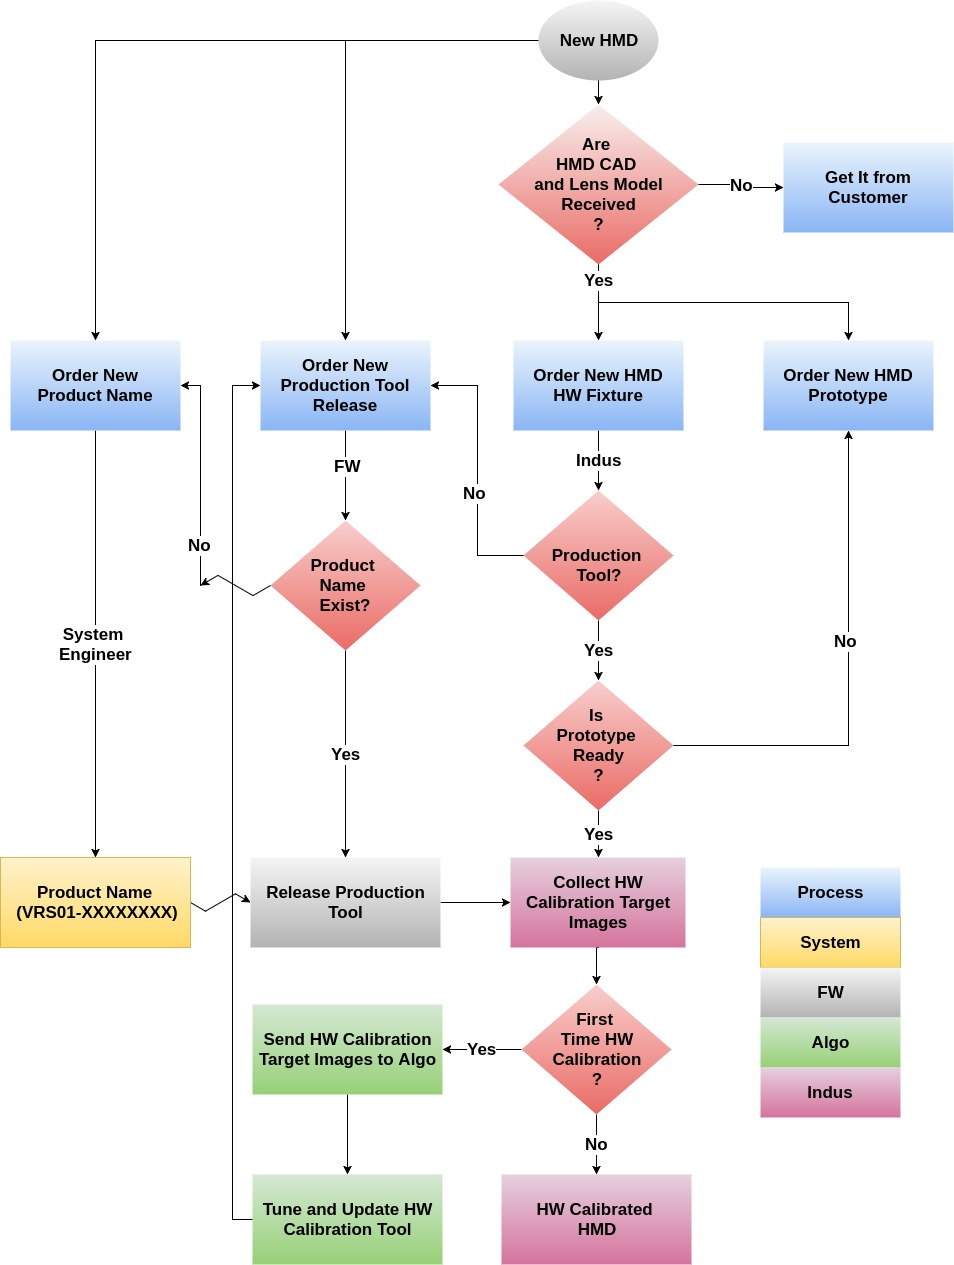 New HMD
Are
HMD CAD
and Lens Model
Received
?
No
Get It from
Customer
Yes
Order New
Product Name
Order New
Production Tool
Release
Order New HMD
HW Fixture
Order New HMD
Prototype
FW
Indus
No
Production
Tool?
No
Product
Name
Exist?
System
Engineer
Yes
No
Is
Prototype
Ready
?
Yes
Yes
Product Name
(VRS01-XXXXXXXX)
Release Production
Tool
Collect HW
Calibration Target
Images
Process
System
FW
Algo
Indus
Send HW Calibration
Target Images to Algo
Yes
First
Time HW
Calibration
?
No
Tune and Update HW
Calibration Tool
HW Calibrated
HMD